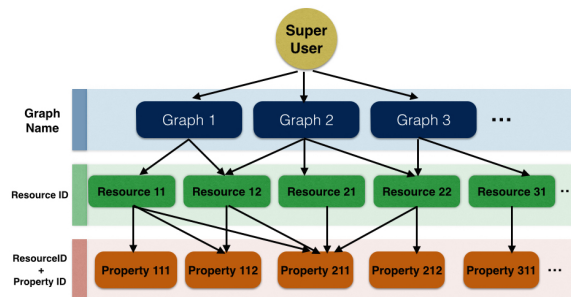 Super
User
Graph
Name
Graph 1
Graph 2
Graph 3
...
Resource ID
Resource 11
Resource 12
Resource 21
Resource 22
Resource 31
...
ResourceID
+
Property ID
Property 111
Property 112
Property 211
Property 212
Property 311
...